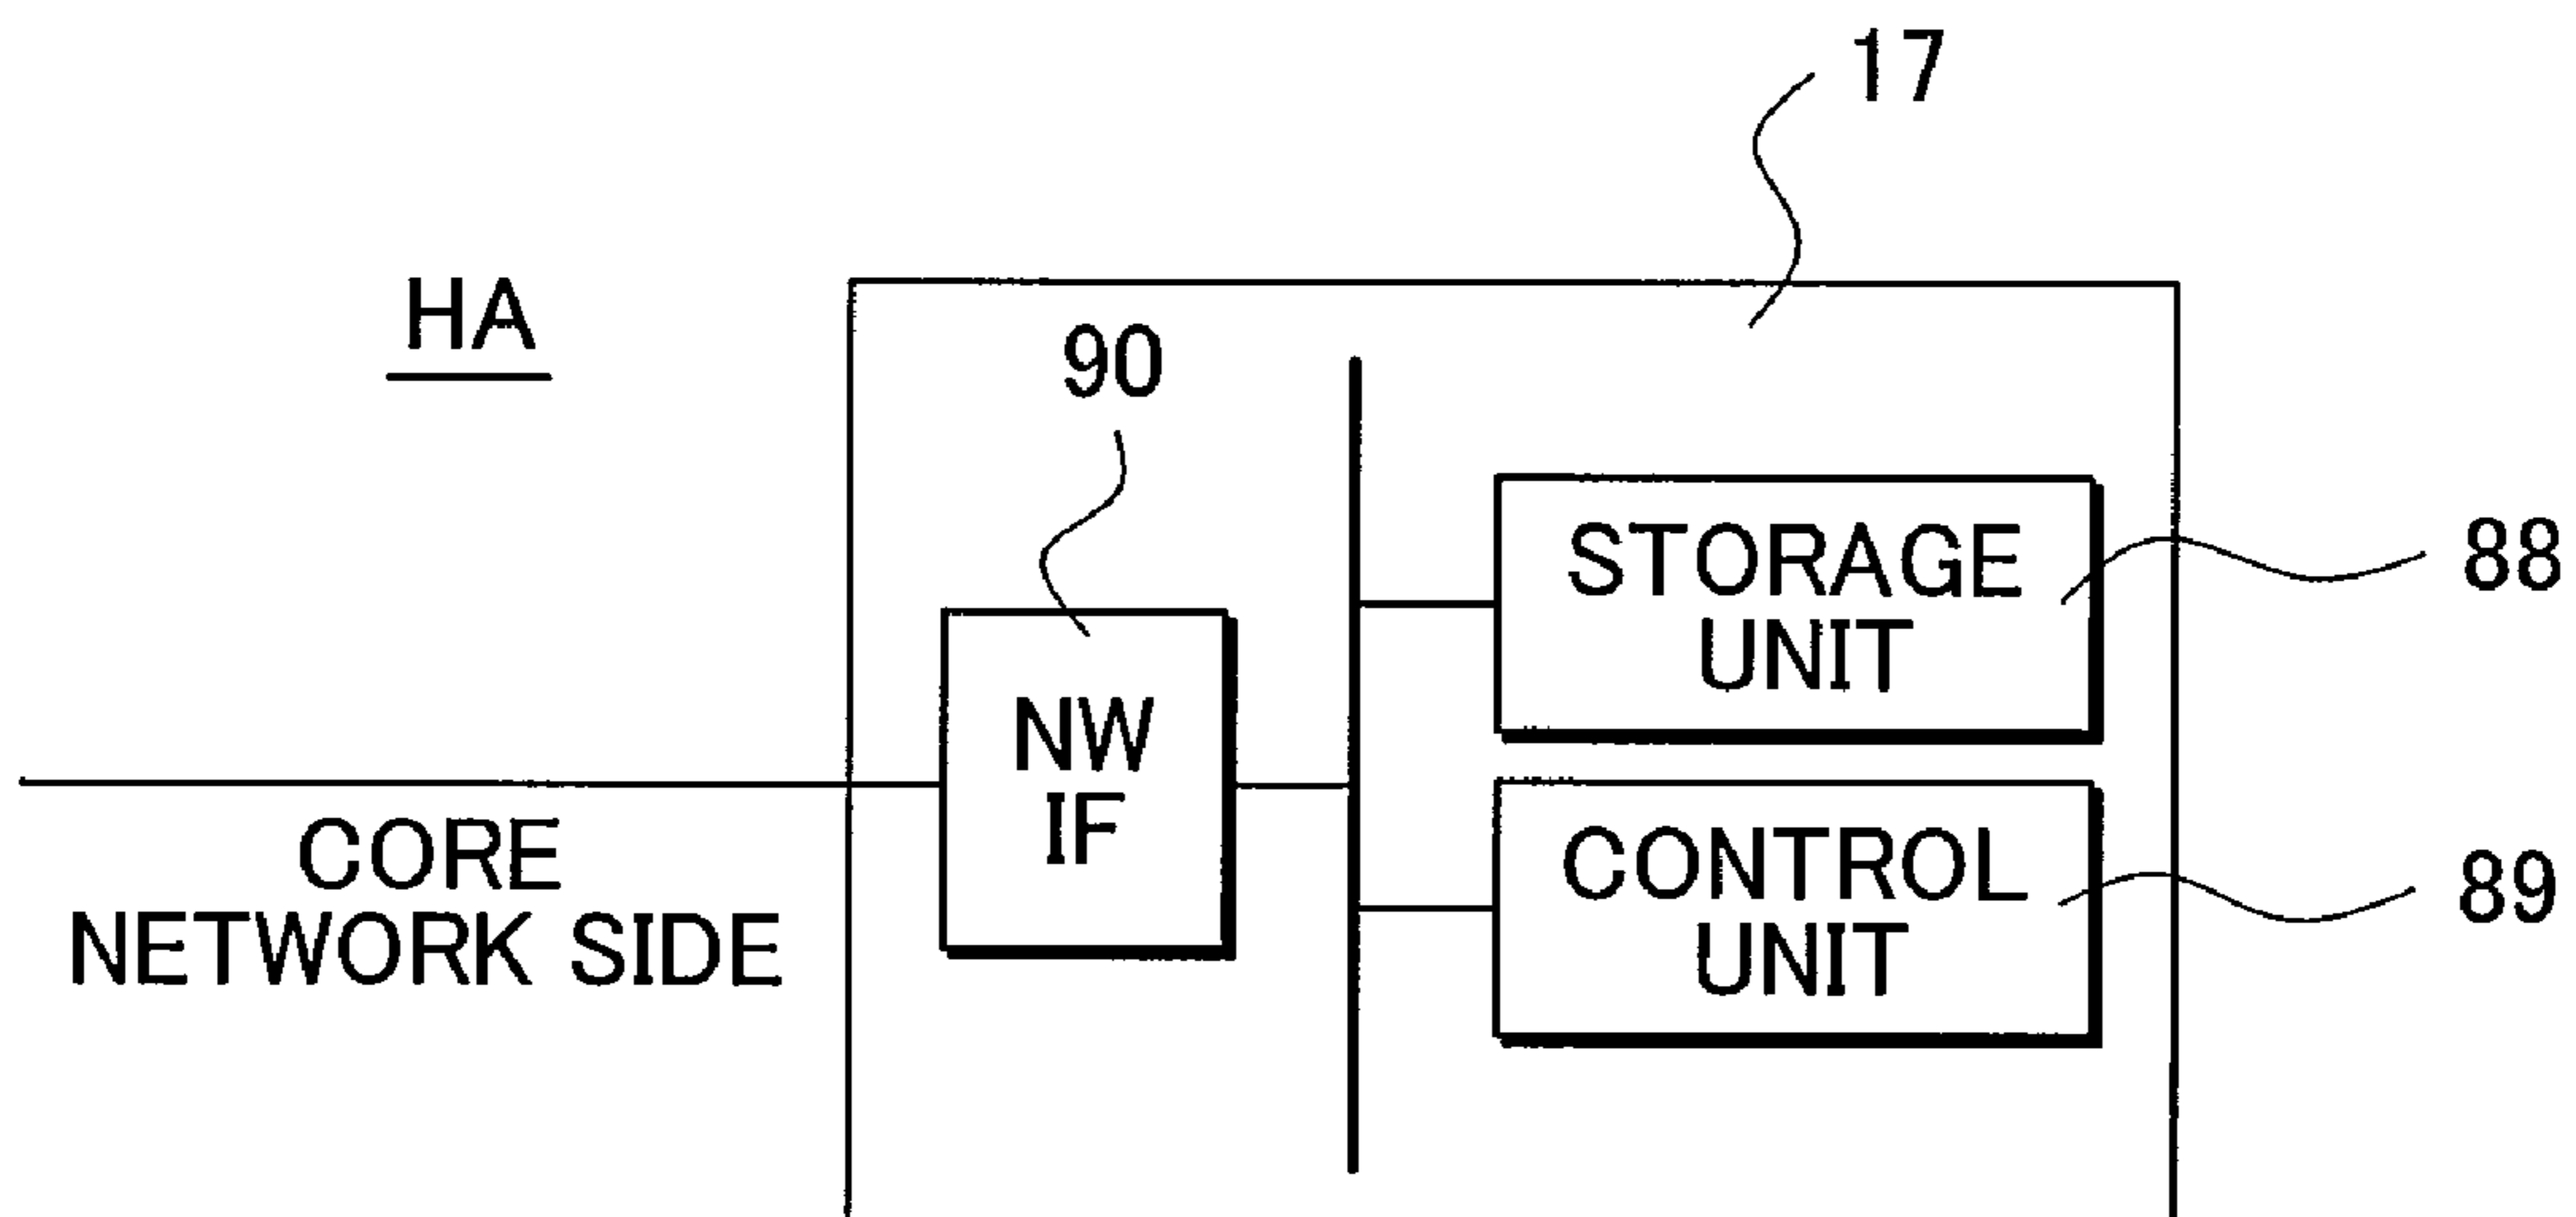 17
HA
90
STORAGE
UNIT
88
NW
IF
CORE
NETWORK SIDE
CONTROL
UNIT
89